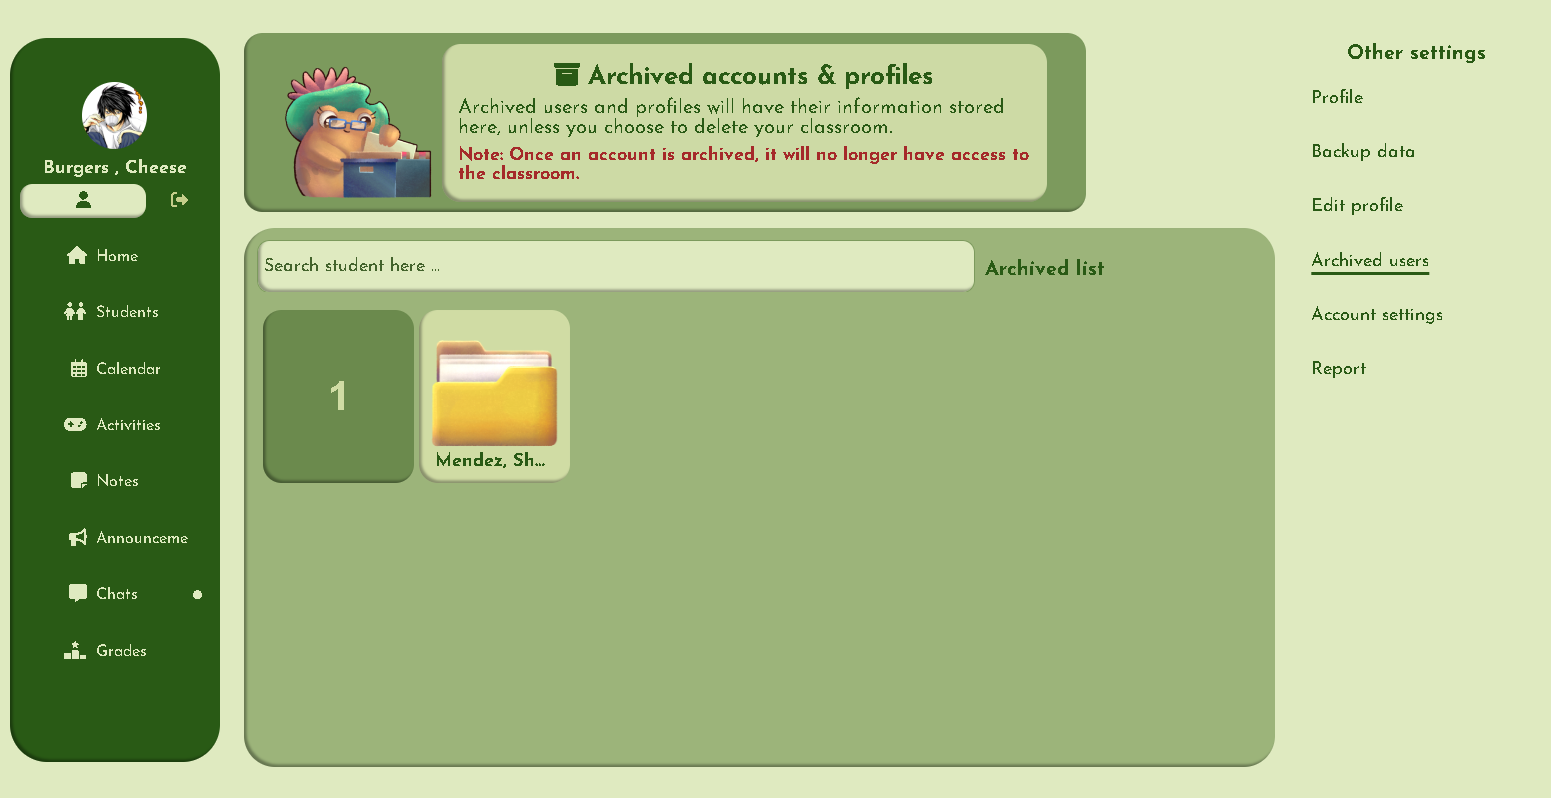 Burgers , Cheese
Home
Students
Calendar
Activities
Notes
Announceme
Chats
Grades
Archived accounts & profiles
Archived users and profiles will have their information stored
here, unless you choose to delete your classroom.
Note: Once an account is archived, it will no longer have access to
the classroom.
Search student here ...
Archived list
1
Mendez, Sh...
Other settings
Profile
Backup data
Edit profile
Archived users
Account settings
Report